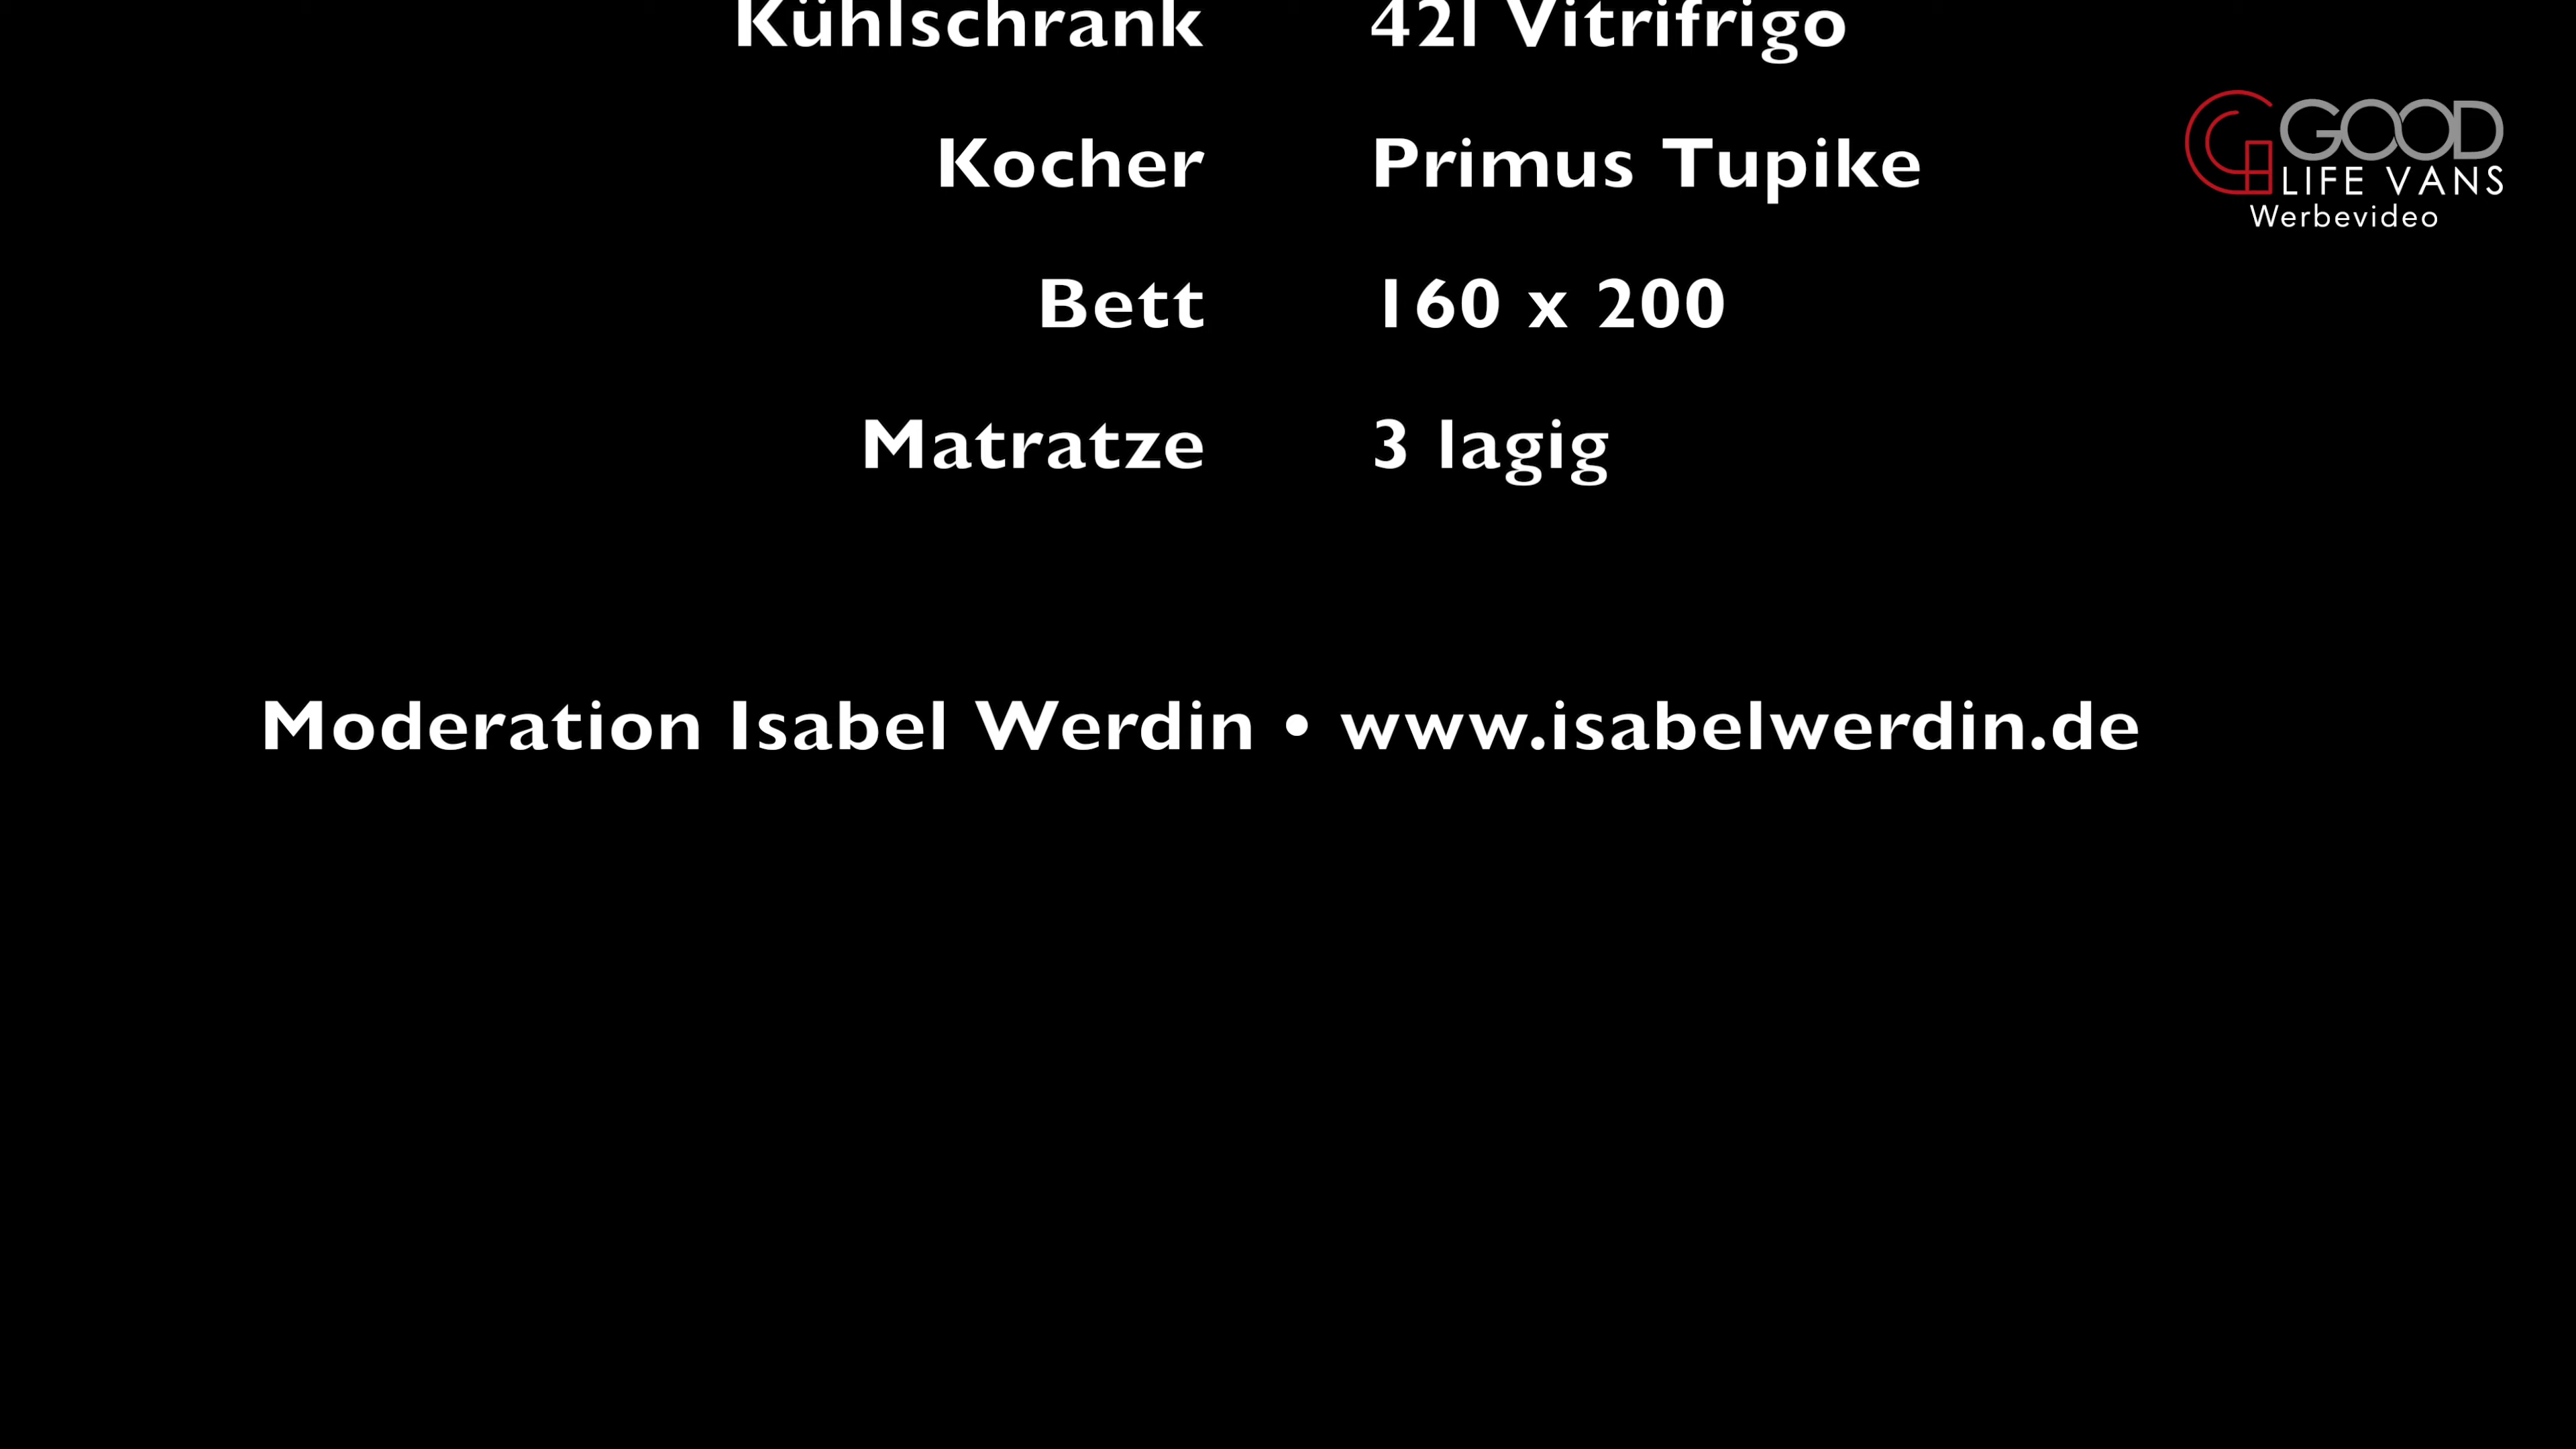 Kühlschrank 42l Vitrifrigo
Kocher Primus Tupike
GOOD
LIFE VANS
Werbevideo
Bett 160 x 200
Matratze 3 lagig
Moderation Isabel Werdin • www.isabelwerdin.de